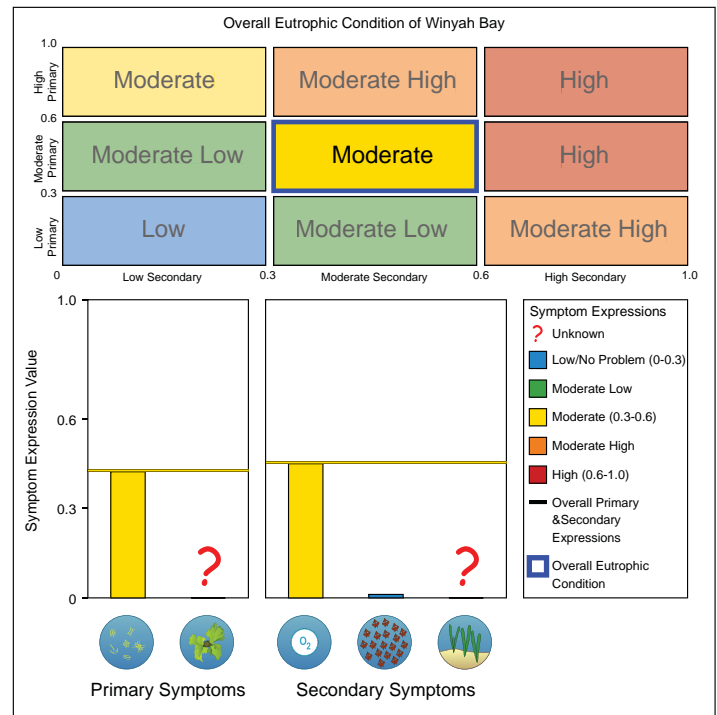 Overall Eutrophic Condition of Winyah Bay
1.0
High
Primary
Moderate
Moderate High
High
0.6
Moderate
Primary
Moderate Low
Moderate
High
0.3
Low
Primary
Low
Moderate Low
Moderate High
0
Low Secondary
0.3
Moderate Secondary
0.6
High Secondary
1.0
Symptom Expression Value
1.0
0.6
0.3
0
?
?
O2
Primary Symptoms
Secondary Symptoms
Symptom Expressions
? Unknown
Low/No Problem (0-0.3)
Moderate Low
Moderate (0.3-0.6)
Moderate High
High (0.6-1.0)
Overall Primary
&Secondary
Expressions
Overall Eutrophic
Condition